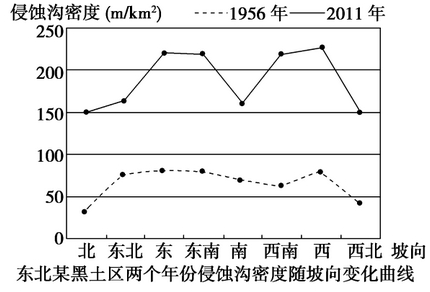 侵蚀沟密度 (m/km²) 1956 年 2011 年
250
200
150
100
50
0
北 东北 东 东南 南 西南 西 西北 坡向
东北某黑土区两个年份侵蚀沟密度随坡向变化曲线